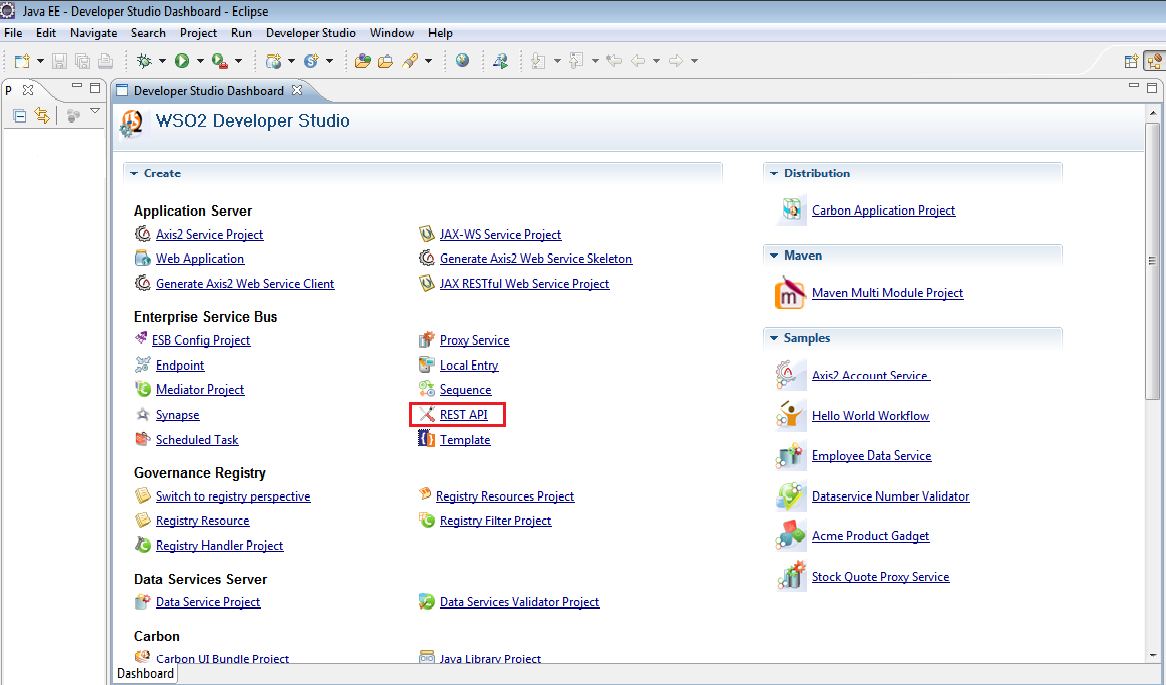 Java EE - Developer Studio Dashboard - Eclipse
File Edit Navigate Search Project Run Developer Studio Window Help
P
Developer Studio Dashboard
WSO2 Developer Studio
Create
Application Server
Axis2 Service Project
JAX-WS Service Project
Web Application
Generate Axis2 Web Service Skeleton
Generate Axis2 Web Service Client
JAX RESTful Web Service Project
Enterprise Service Bus
ESB Config Project
Proxy Service
Endpoint
Local Entry
Mediator Project
Sequence
Synapse
REST API
Scheduled Task
Template
Governance Registry
Switch to registry perspective
Registry Resources Project
Registry Resource
Registry Filter Project
Registry Handler Project
Data Services Server
Data Service Project
Data Services Validator Project
Carbon
Carbon UI Bundle Project
Java Library Project
Distribution
Carbon Application Project
Maven
m
Maven Multi Module Project
Samples
Axis2 Account Service
Hello World Workflow
Employee Data Service
Dataservice Number Validator
Acme Product Gadget
Stock Quote Proxy Service
Dashboard